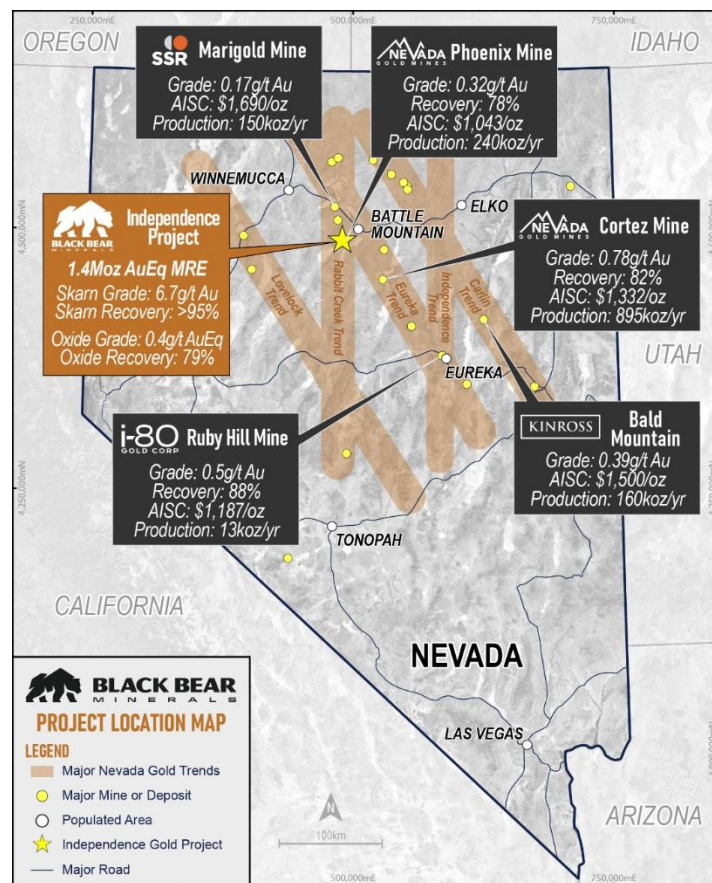 250,000mE
500,000mE
750,000mE
OREGON
IDAHO
SSR
Marigold Mine
Grade: 0.17g/t Au
AISC: $1,690/oz
Production: 150koz/yr
NEVADA
GOLD MINES
Phoenix Mine
Grade: 0.32g/t Au
Recovery: 78%
AISC: $1,043/oz
Production: 240koz/yr
WINNEMUCCA
BATTLE
MOUNTAIN
ELKO
4,500,000mN
4,500,000mN
BLACK BEAR
MINERALS
Independence
Project
1.4Moz AuEq MRE
Skarn Grade: 6.7g/t Au
Skarn Recovery: >95%
Oxide Grade: 0.4g/t AuEq
Oxide Recovery: 79%
NEVADA
GOLD MINES
Cortez Mine
Grade: 0.78g/t Au
Recovery: 82%
AISC: $1,332/oz
Production: 895koz/yr
Lovelock
Trend
Rabbit Creek Trend
Eureka
Trend
Independence
Trend
Carlin
Trend
UTAH
EUREKA
i-80
GOLD CORP
Ruby Hill Mine
Grade: 0.5g/t Au
Recovery: 88%
AISC: $1,187/oz
Production: 13koz/yr
KINROSS
Bald
Mountain
Grade: 0.39g/t Au
AISC: $1,500/oz
Production: 160koz/yr
4,250,000mN
4,250,000mN
TONOPAH
CALIFORNIA
NEVADA
LAS VEGAS
ARIZONA
4,000,000mN
BLACK BEAR
MINERALS
PROJECT LOCATION MAP
LEGEND
Major Nevada Gold Trends
Major Mine or Deposit
Populated Area
Independence Gold Project
Major Road
N
100km
500,000mE
750,000mE